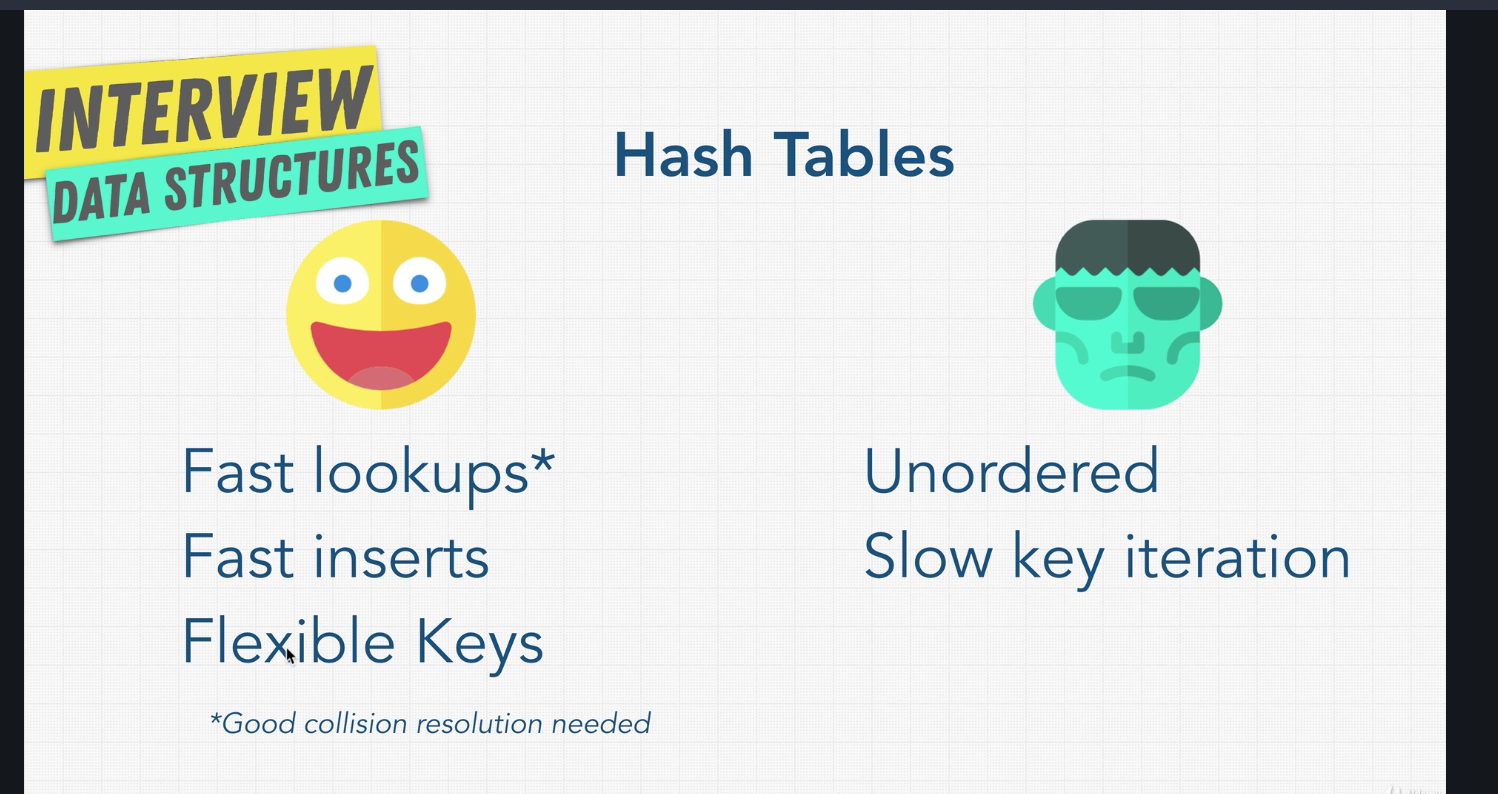 INTERVIEW
DATA STRUCTURES
Hash Tables
Fast lookups*
Fast inserts
Flexible Keys
*Good collision resolution needed
Unordered
Slow key iteration